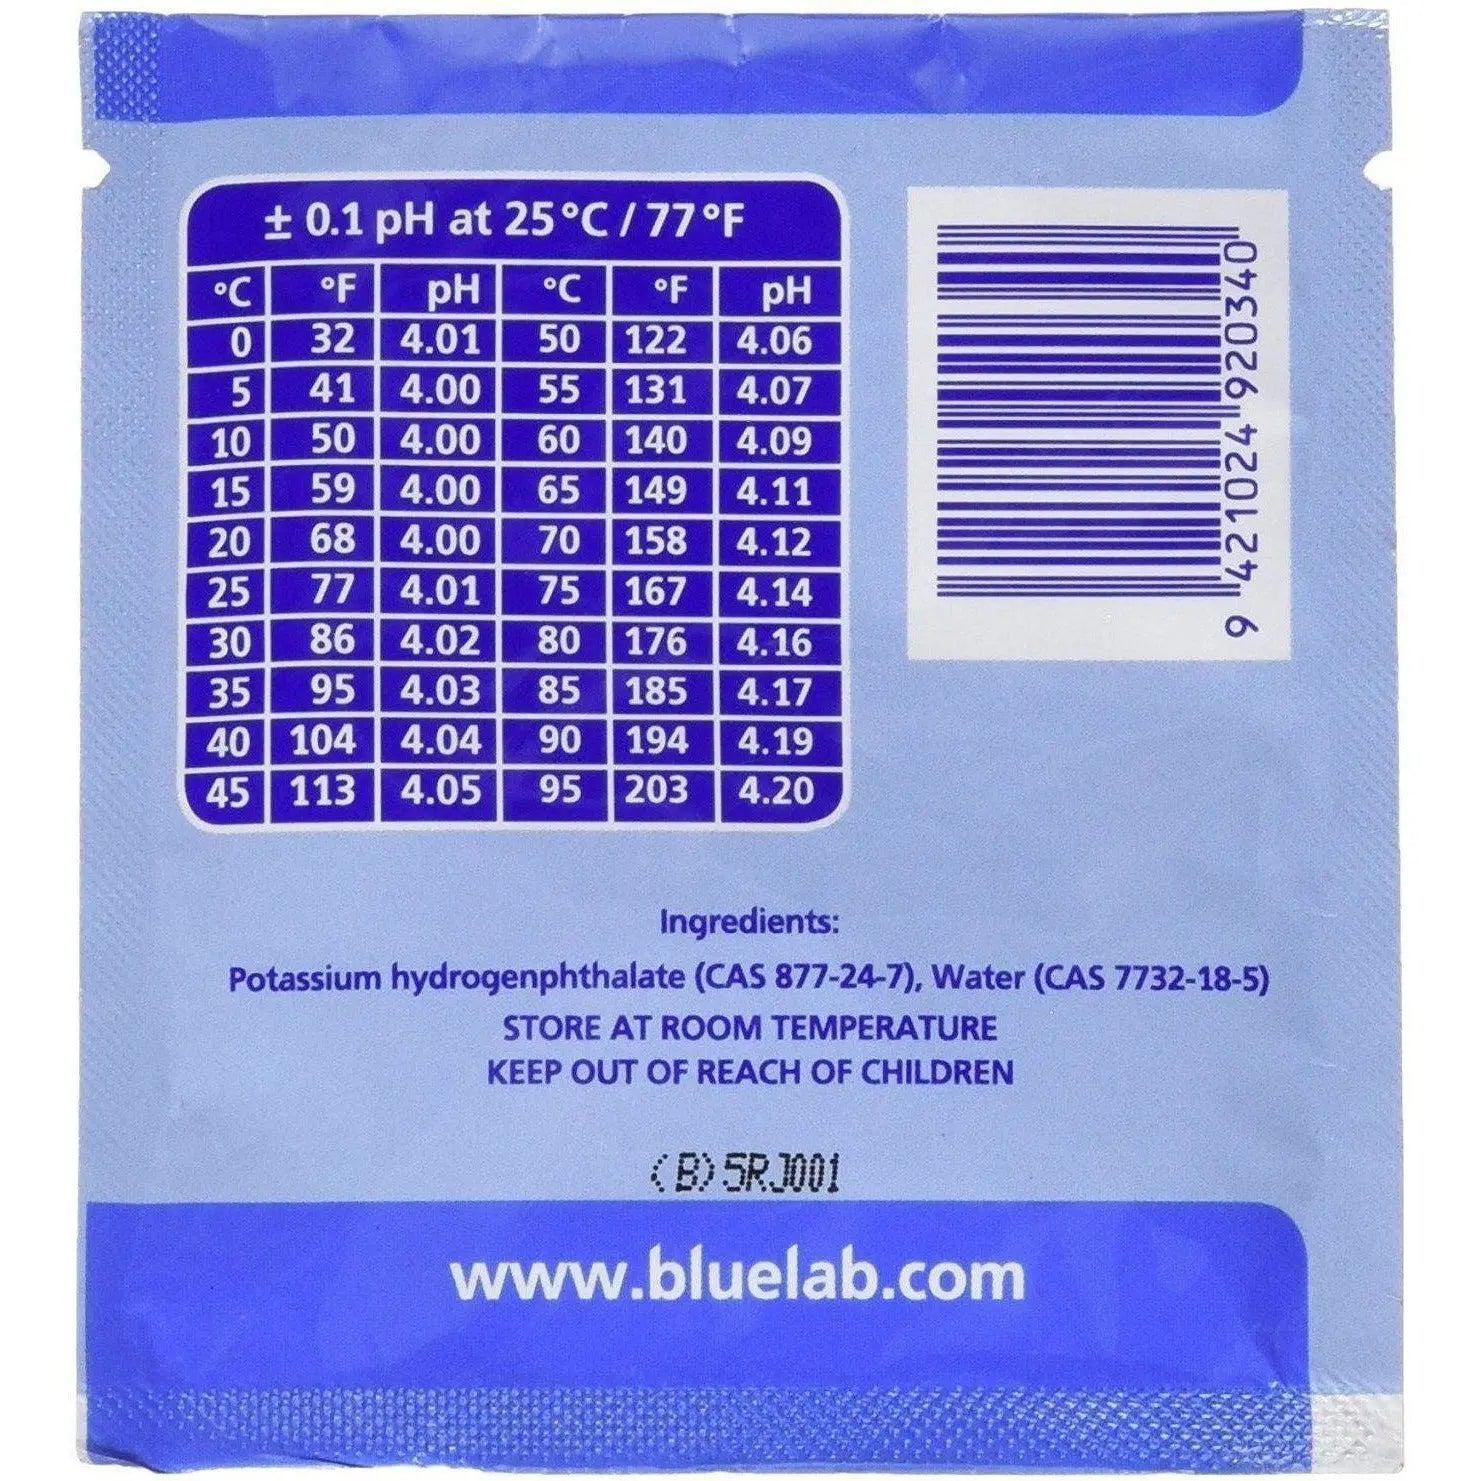 ± 0.1 pH at 25°C / 77°F
°C °F pH °C °F pH
0 32 4.01 50 122 4.06
5 41 4.00 55 131 4.07
10 50 4.00 60 140 4.09
15 59 4.00 65 149 4.11
20 68 4.00 70 158 4.12
25 77 4.01 75 167 4.14
30 86 4.02 80 176 4.16
35 95 4.03 85 185 4.17
40 104 4.04 90 194 4.19
45 113 4.05 95 203 4.20
9 421024 920340
Ingredients:
Potassium hydrogenphthalate (CAS 877-24-7), Water (CAS 7732-18-5)
STORE AT ROOM TEMPERATURE
KEEP OUT OF REACH OF CHILDREN
(B)5RJ001
www.bluelab.com